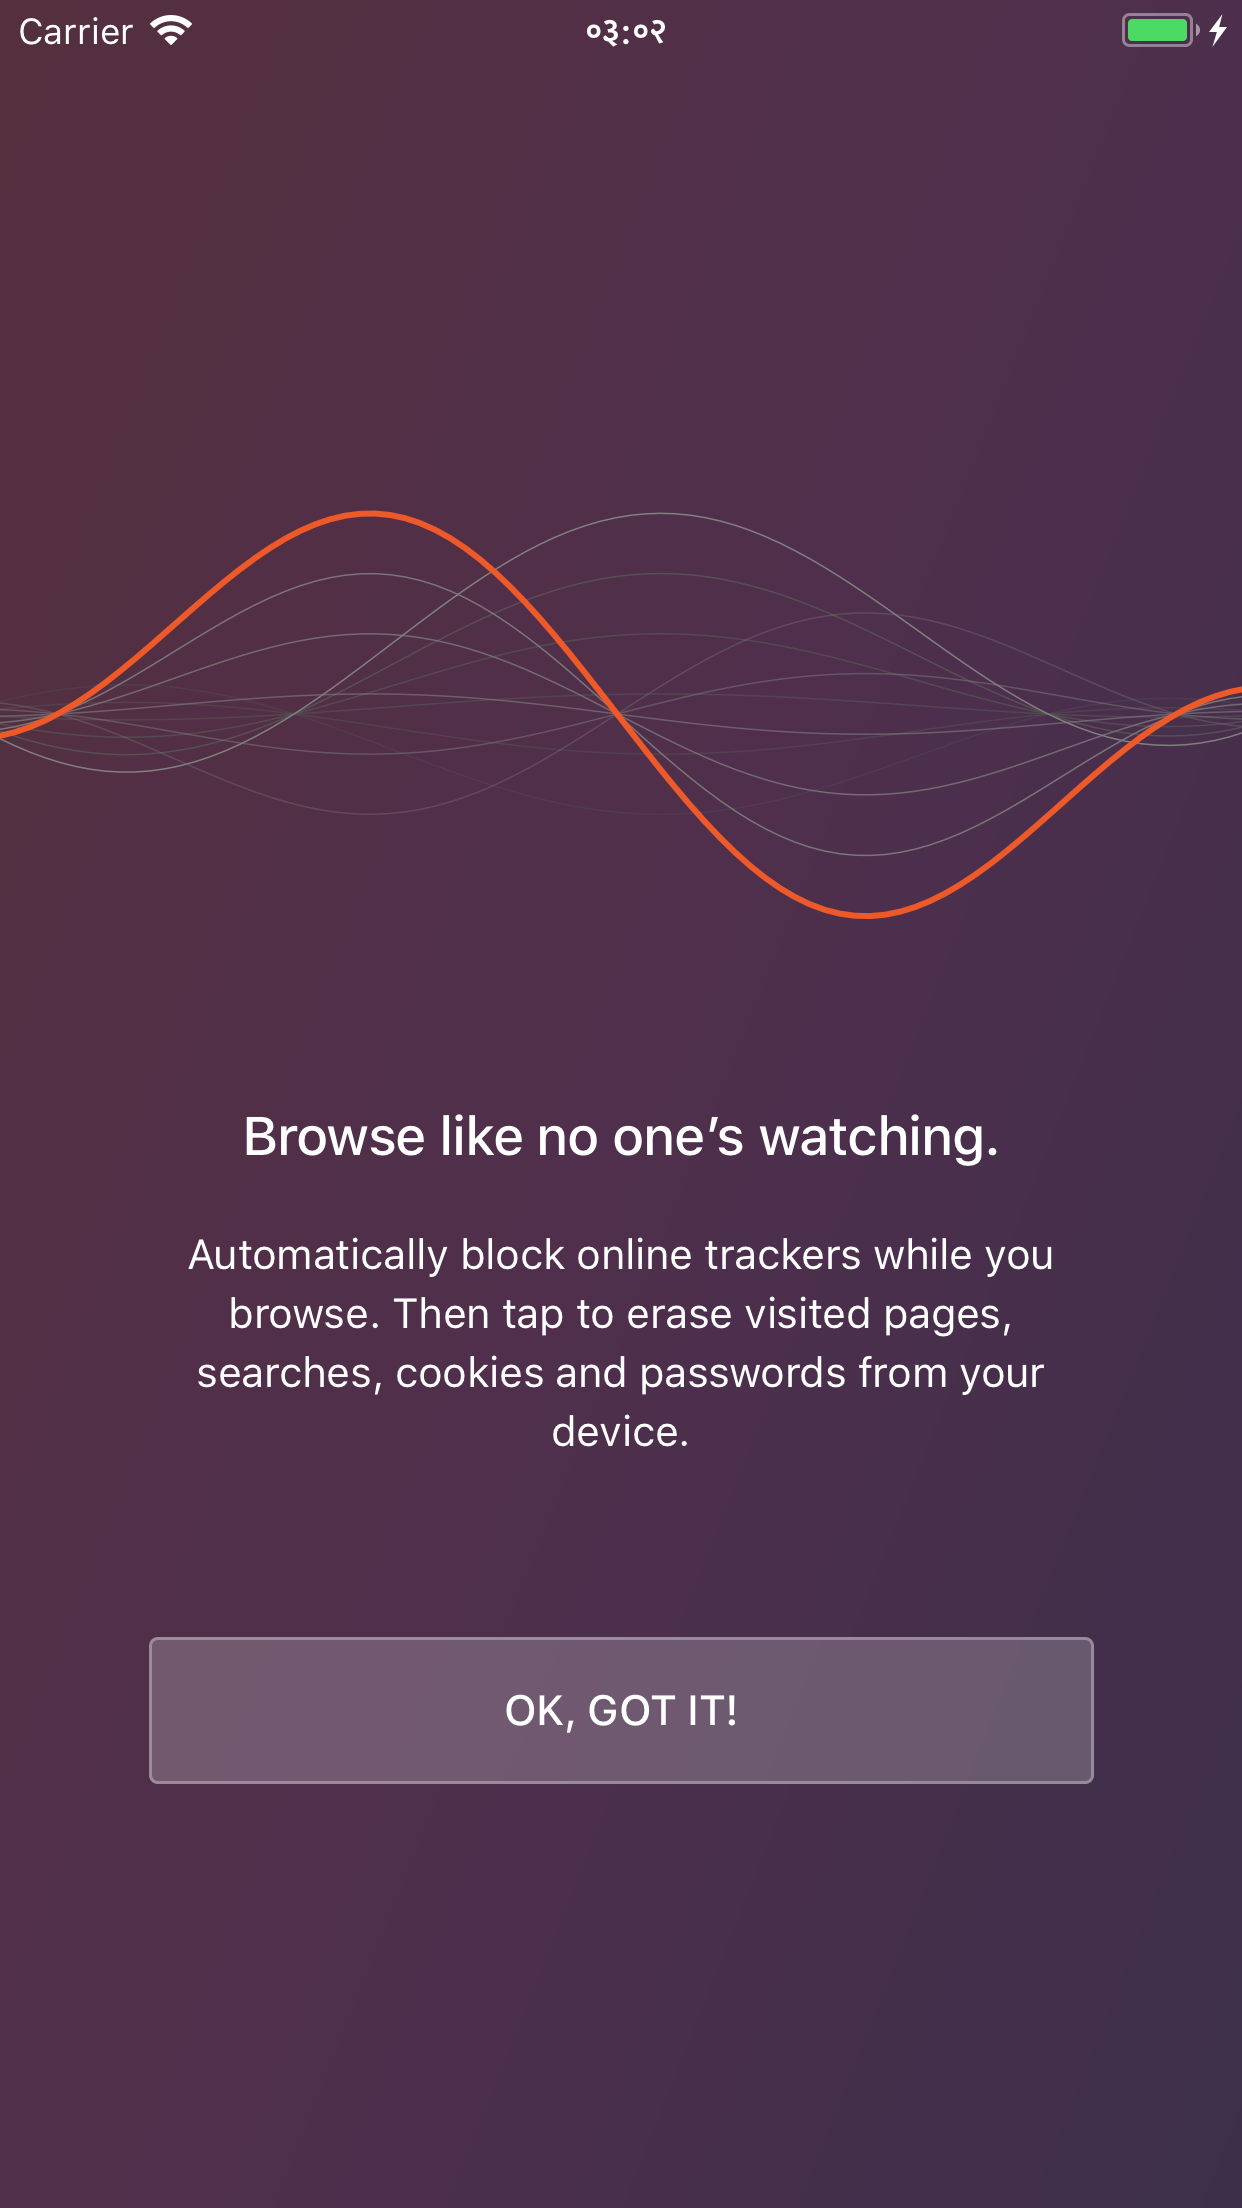 Carrier
०३:०२
Browse like no one’s watching.
Automatically block online trackers while you
browse. Then tap to erase visited pages,
searches, cookies and passwords from your
device.
OK, GOT IT!